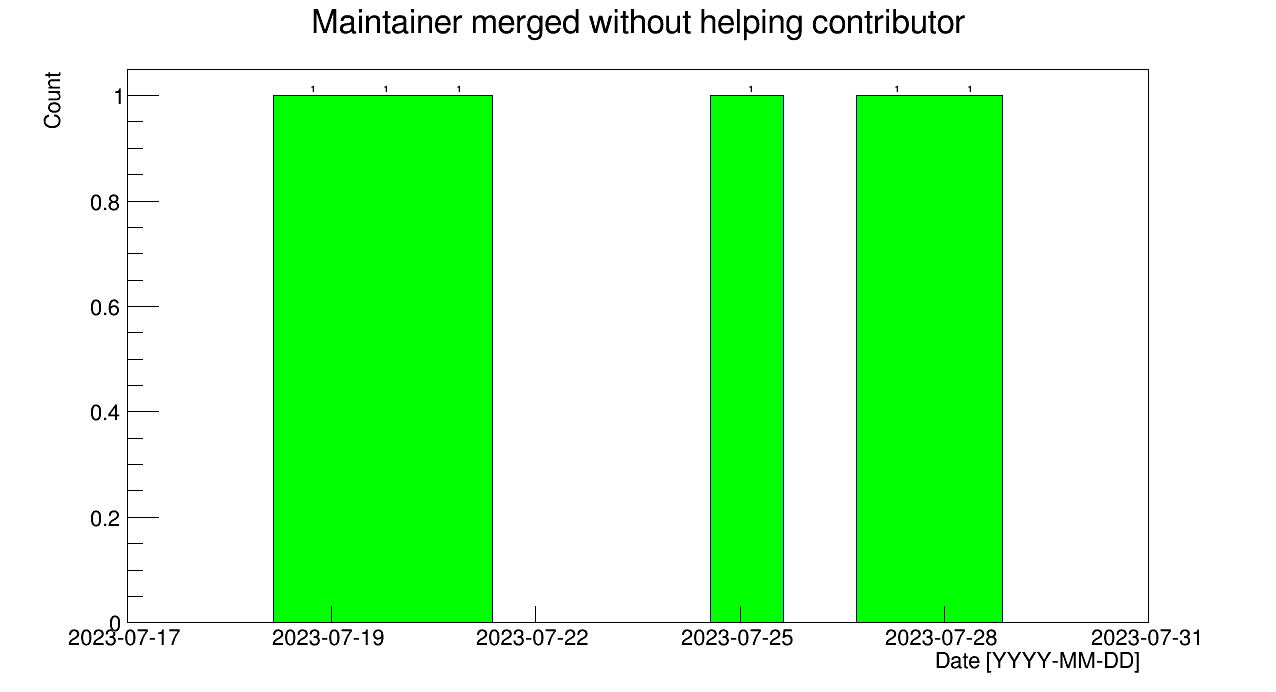 Maintainer merged without helping contributor
Count
1 1 1 1 1 1
1
0.8
0.6
0.4
0.2
0
2023-07-17 2023-07-19 2023-07-22 2023-07-25 2023-07-28 2023-07-31
Date [YYYY-MM-DD]